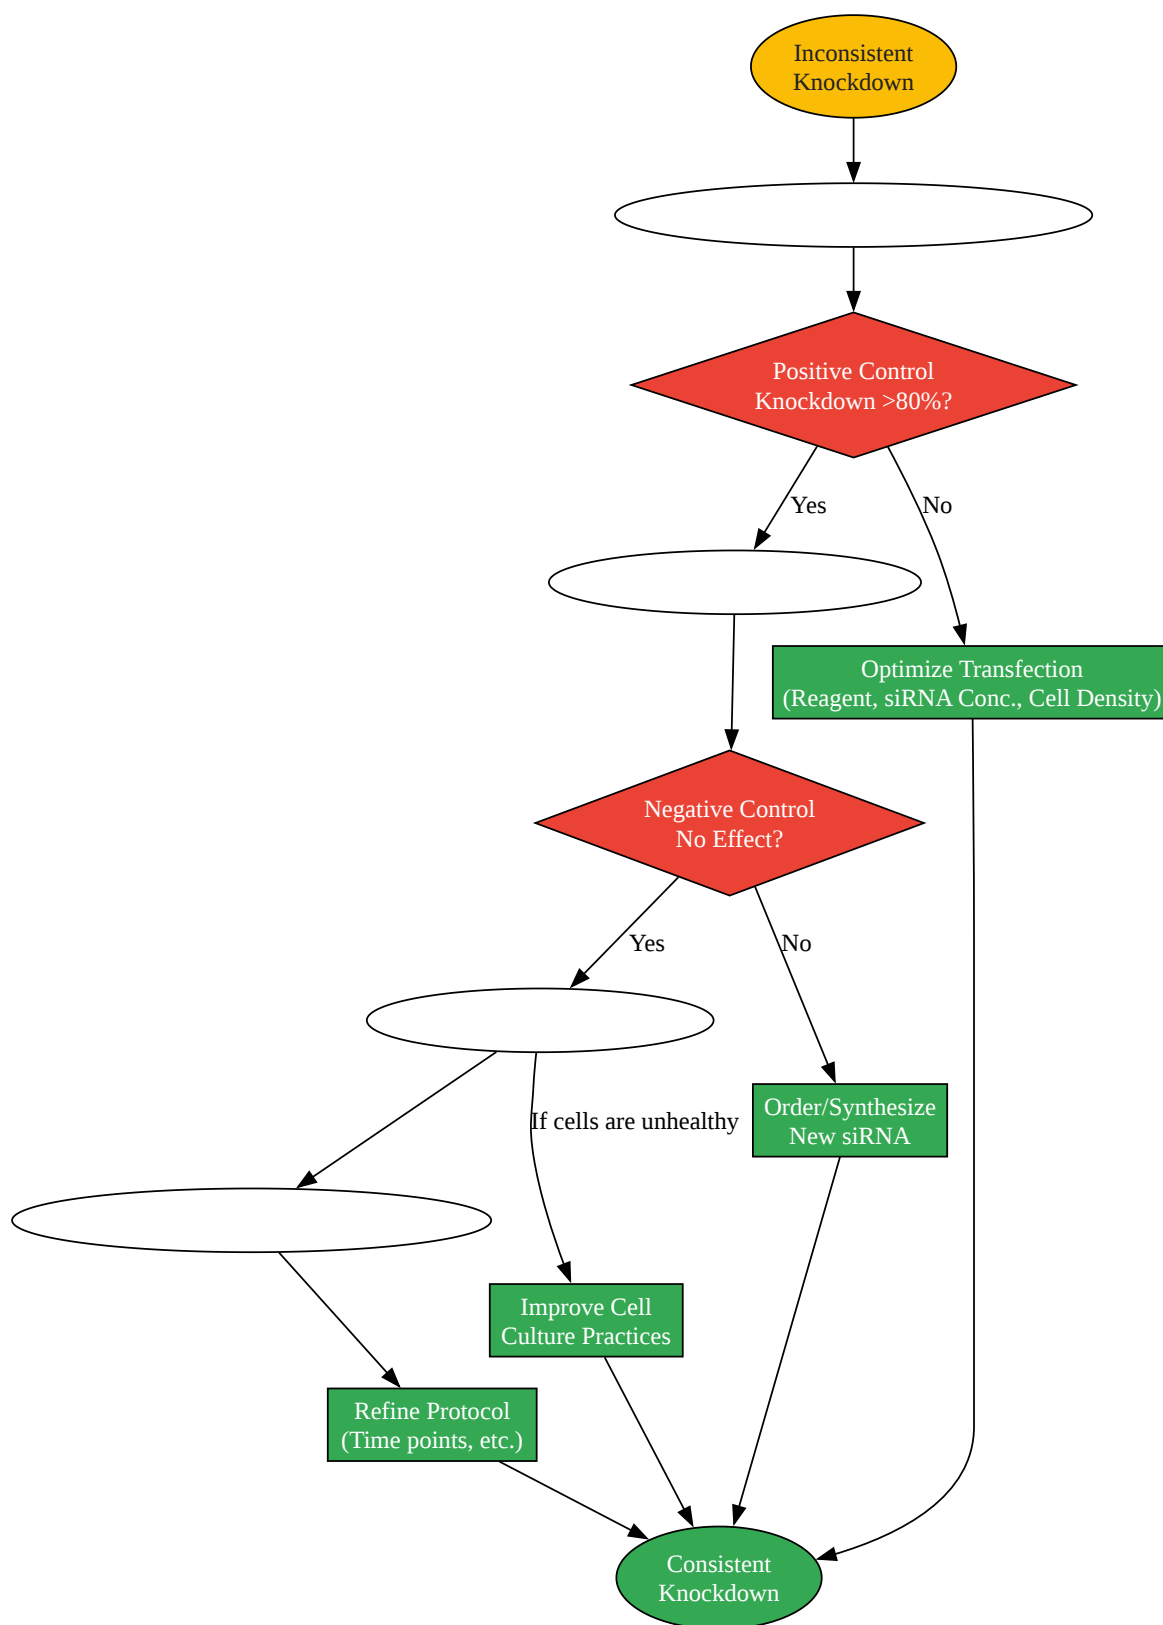 Inconsistent
Knockdown
Positive Control
Knockdown >80%?
Yes
No
Optimize Transfection
(Reagent, siRNA Conc., Cell Density)
Negative Control
No Effect?
Yes
No
If cells are unhealthy
Order/Synthesize
New siRNA
Improve Cell
Culture Practices
Refine Protocol
(Time points, etc.)
Consistent
Knockdown